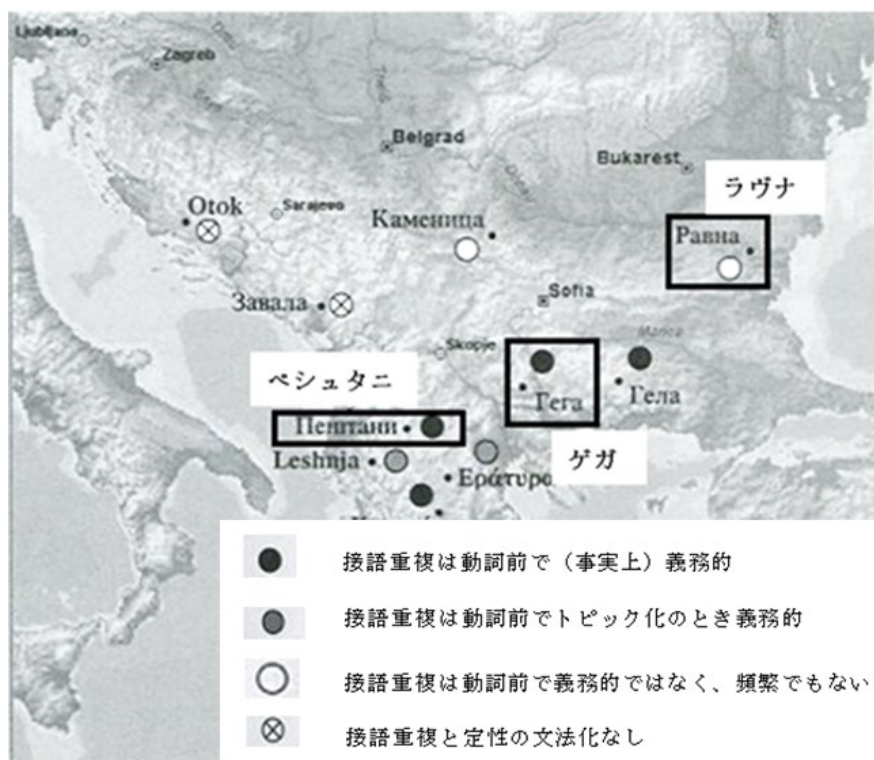 Ljubljana
Zagreb
Belgrad
Bukarest
ラヴナ
Otok
Sarajevo
Каменица
Равна
Завала
Sofia
Skopje
Marica
ペシュタニ
Гега
Гела
Пештани
ゲガ
Leshnja
Εράτυρο
接語重複は動詞前で（事実上）義務的
接語重複は動詞前でトピック化のとき義務的
接語重複は動詞前で義務的ではなく、頻繁でもない
接語重複と定性の文法化なし